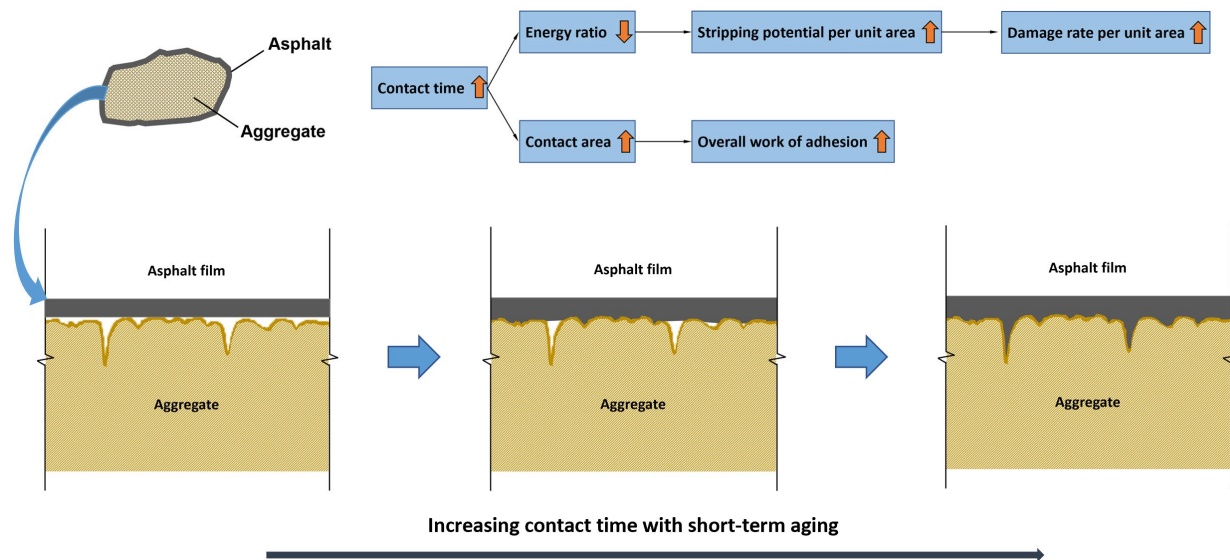 Asphalt
Aggregate
Contact time
Energy ratio
Stripping potential per unit area
Damage rate per unit area
Contact area
Overall work of adhesion
Asphalt film
Asphalt film
Asphalt film
Aggregate
Aggregate
Aggregate
Increasing contact time with short-term aging